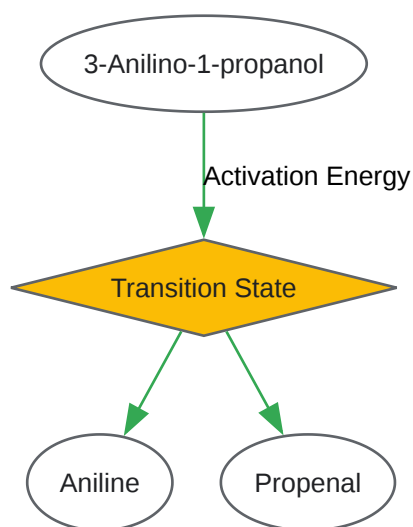 3-Anilino-1-propanol
Activation Energy
Transition State
Aniline
Propenal